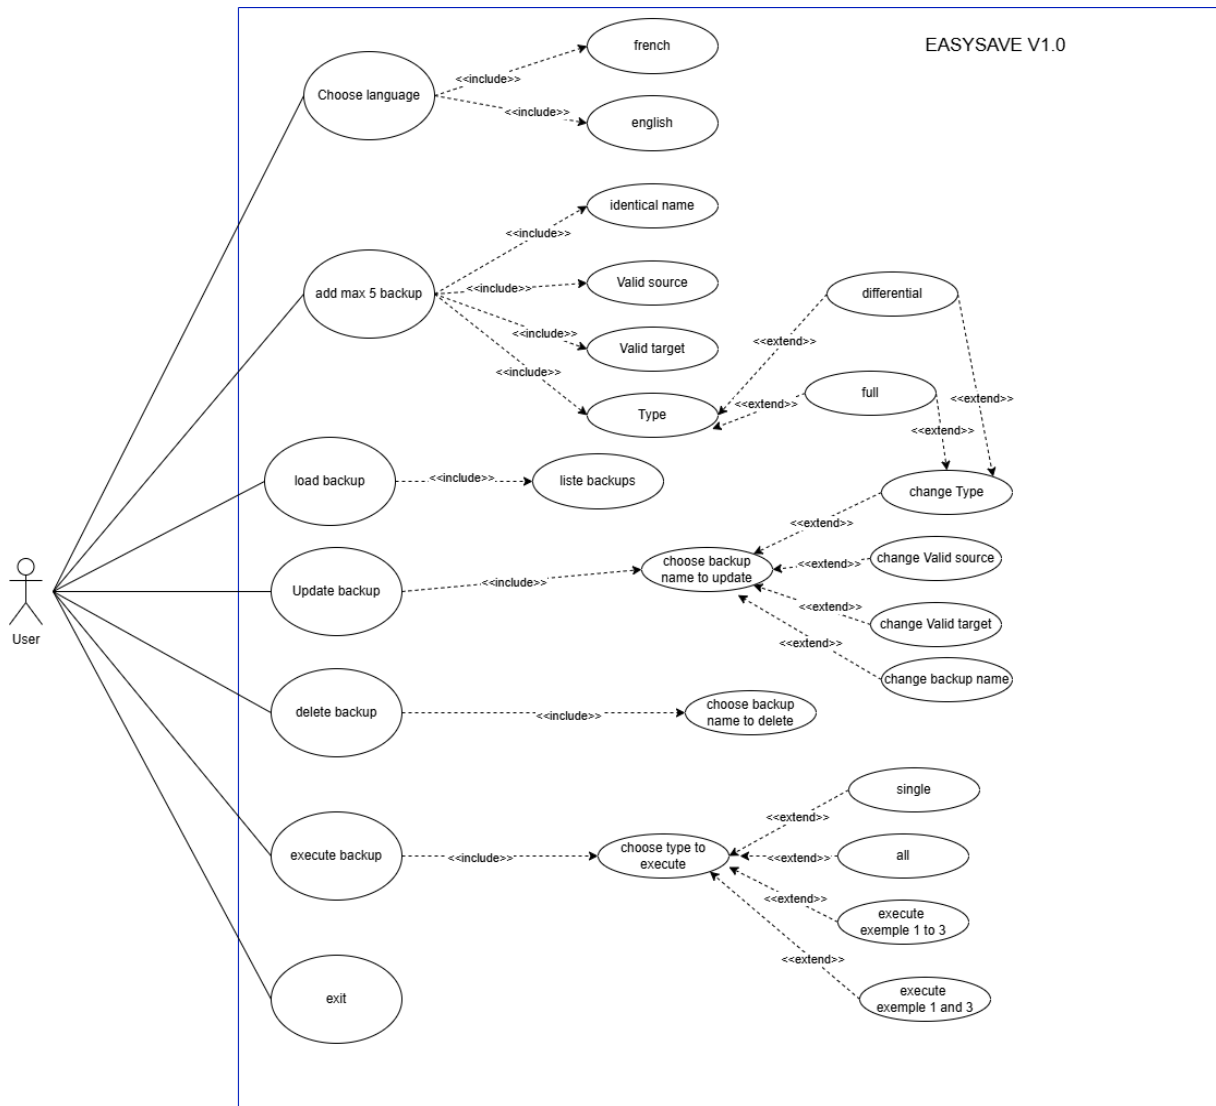 EASYSAVE V1.0
french
<<include>>
Choose language
<<include>>
english
identical name
<<include>>
Valid source
<<include>>
add max 5 backup
differential
<<include>>
Valid target
<<extend>>
<<include>>
full
<<extend>>
<<extend>>
Type
<<extend>>
load backup
<<include>>
liste backups
change Type
<<extend>>
choose backup
name to update
change Valid source
<<extend>>
Update backup
<<include>>
<<extend>>
change Valid target
User
<<extend>>
change backup name
delete backup
<<include>>
choose backup
name to delete
single
<<extend>>
execute backup
<<include>>
choose type to
execute
<<extend>>
all
<<extend>>
execute
exemple 1 to 3
<<extend>>
execute
exemple 1 and 3
exit